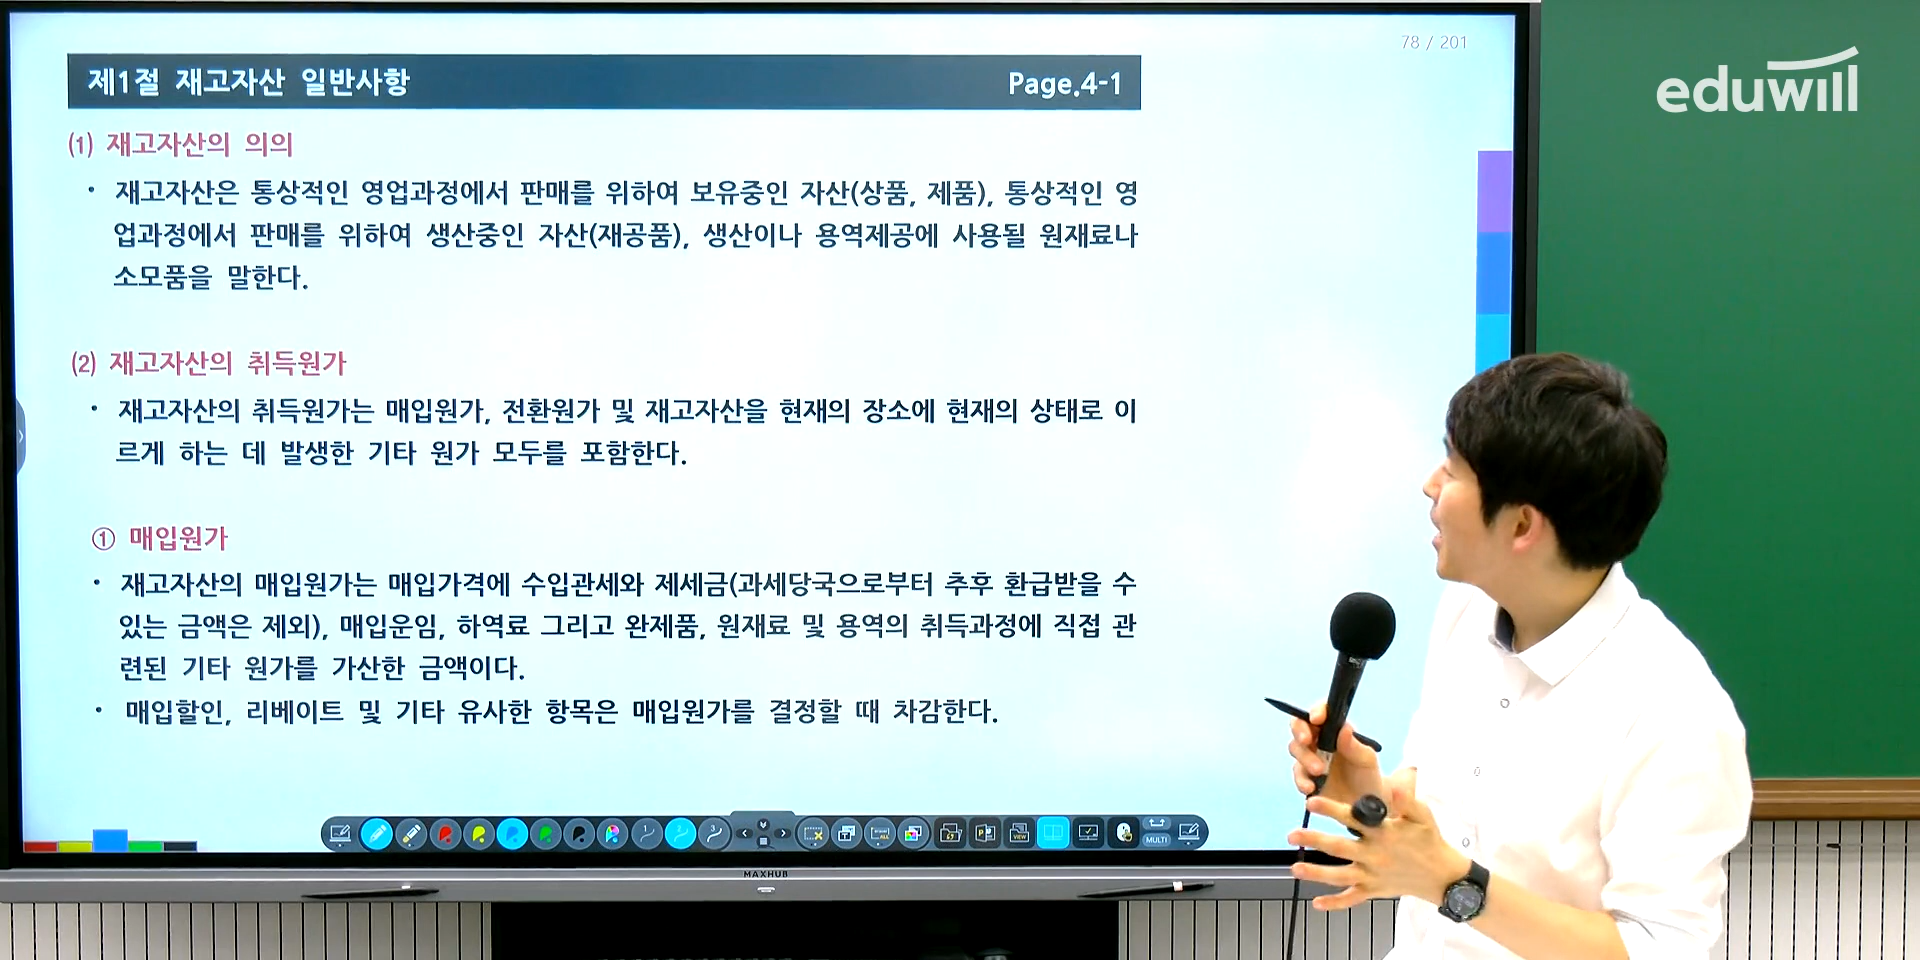 78 / 201
eduwill
제1절 재고자산 일반사항 Page.4-1
(1) 재고자산의 의의
· 재고자산은 통상적인 영업과정에서 판매를 위하여 보유중인 자산(상품, 제품), 통상적인 영
업과정에서 판매를 위하여 생산중인 자산(재공품), 생산이나 용역제공에 사용될 원재료나
소모품을 말한다.
(2) 재고자산의 취득원가
· 재고자산의 취득원가는 매입원가, 전환원가 및 재고자산을 현재의 장소에 현재의 상태로 이
르게 하는 데 발생한 기타 원가 모두를 포함한다.
① 매입원가
· 재고자산의 매입원가는 매입가격에 수입관세와 제세금(과세당국으로부터 추후 환급받을 수
있는 금액은 제외), 매입운임, 하역료 그리고 완제품, 원재료 및 용역의 취득과정에 직접 관
련된 기타 원가를 가산한 금액이다.
· 매입할인, 리베이트 및 기타 유사한 항목은 매입원가를 결정할 때 차감한다.
MULTI
MAXHUB